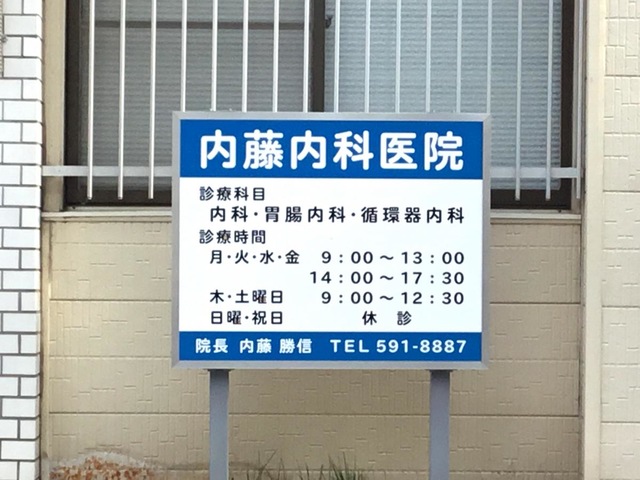 内藤内科医院
診療科目
内科・胃腸内科・循環器内科
診療時間
月・火・水・金 9:00～13:00
14:00～17:30
木・土曜日 9:00～12:30
日曜・祝日 休診
院長 内藤 勝信 TEL 591-8887